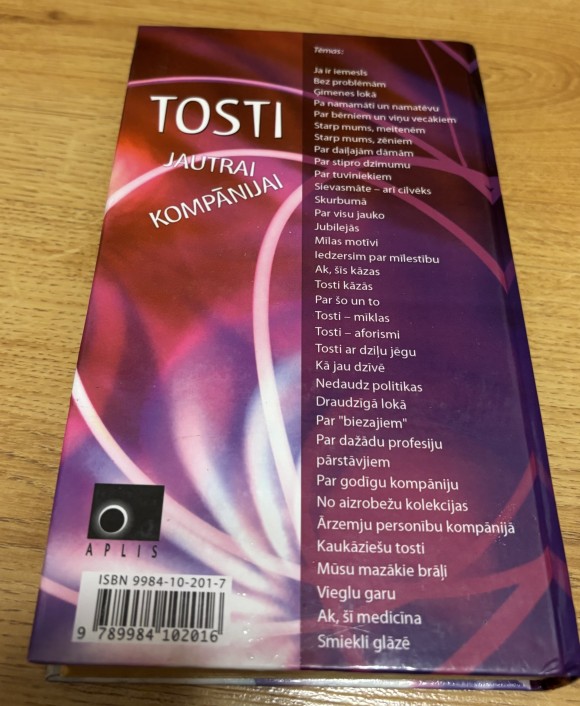 TOSTI
JAUTRAI
KOMPĀNIJAI
Tēmas:
Ja ir iemesls
Bez problēmām
Ģimenes lokā
Pa namamāti un namatēvu
Par bērniem un viņu vecākiem
Starp mums, meitenēm
Starp mums, zēniem
Par daiļajām dāmām
Par stipro dzimumu
Par tuviniekiem
Sievasmāte – arī cilvēks
Skurbumā
Par visu jauko
Jubilejās
Mīlas motīvi
Iedzersim par mīlestību
Ak, šīs kāzas
Tosti kāzās
Par šo un to
Tosti – mīklas
Tosti – aforismi
Tosti ar dziļu jēgu
Kā jau dzīvē
Nedaudz politikas
Draudzīgā lokā
Par "biezajiem"
Par dažādu profesiju
pārstāvjiem
Par godīgu kompāniju
No aizrobežu kolekcijas
Ārzemju personību kompānijā
Kaukāziešu tosti
Mūsu mazākie brāļi
Vieglu garu
Ak, šī medicīna
Smiekli glāzē
APLIS
ISBN 9984-10-201-7
9 789984 102016